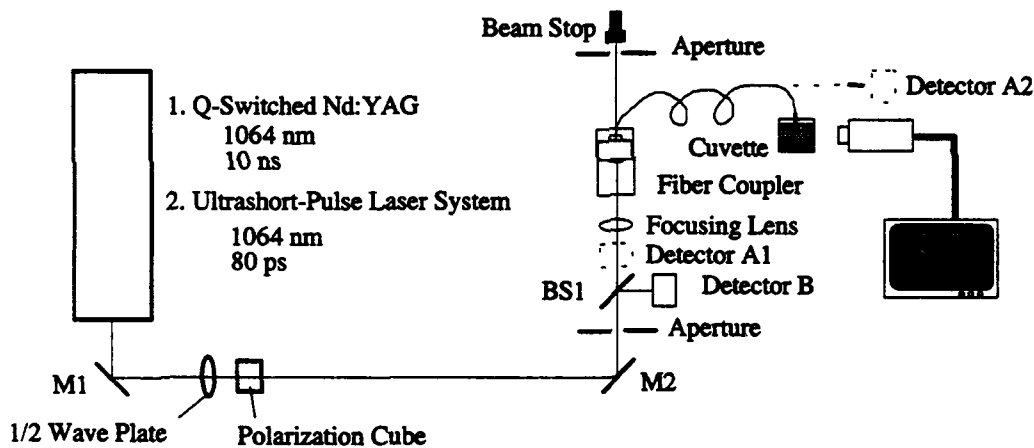 Beam Stop
Aperture
Detector A2
1. Q-Switched Nd:YAG
1064 nm
10 ns
Cuvette
Fiber Coupler
2. Ultrashort-Pulse Laser System
1064 nm
80 ps
Focusing Lens
Detector A1
BS1
Detector B
Aperture
M1
M2
1/2 Wave Plate
Polarization Cube